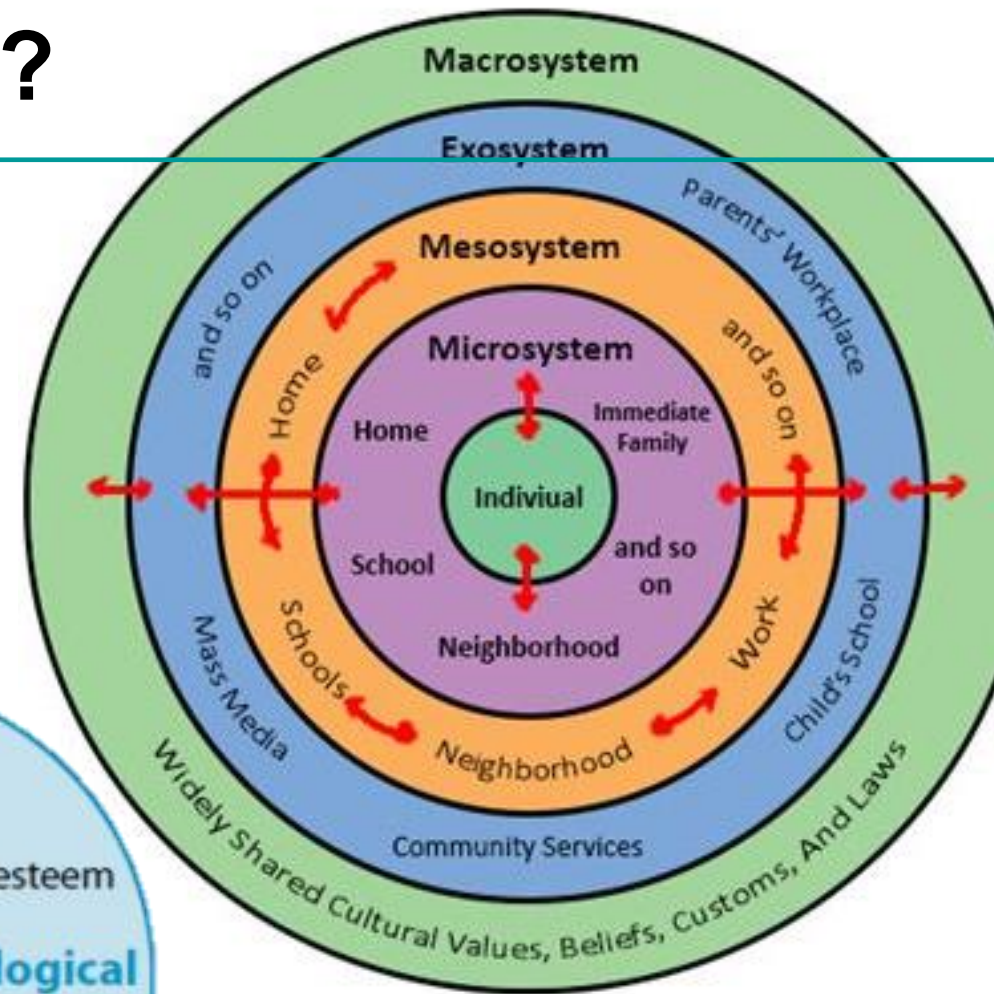 ?
Macrosystem
Exosystem
Parents' Workplace
and so on
Mesosystem
and so on
Home
Microsystem
Immediate
Family
Home
Indiviual
School
and so
on
Neighborhood
Schools
Work
Neighborhood
Mass Media
Child's School
Community Services
Widely Shared Cultural Values, Beliefs, Customs, And Laws
esteem
logical